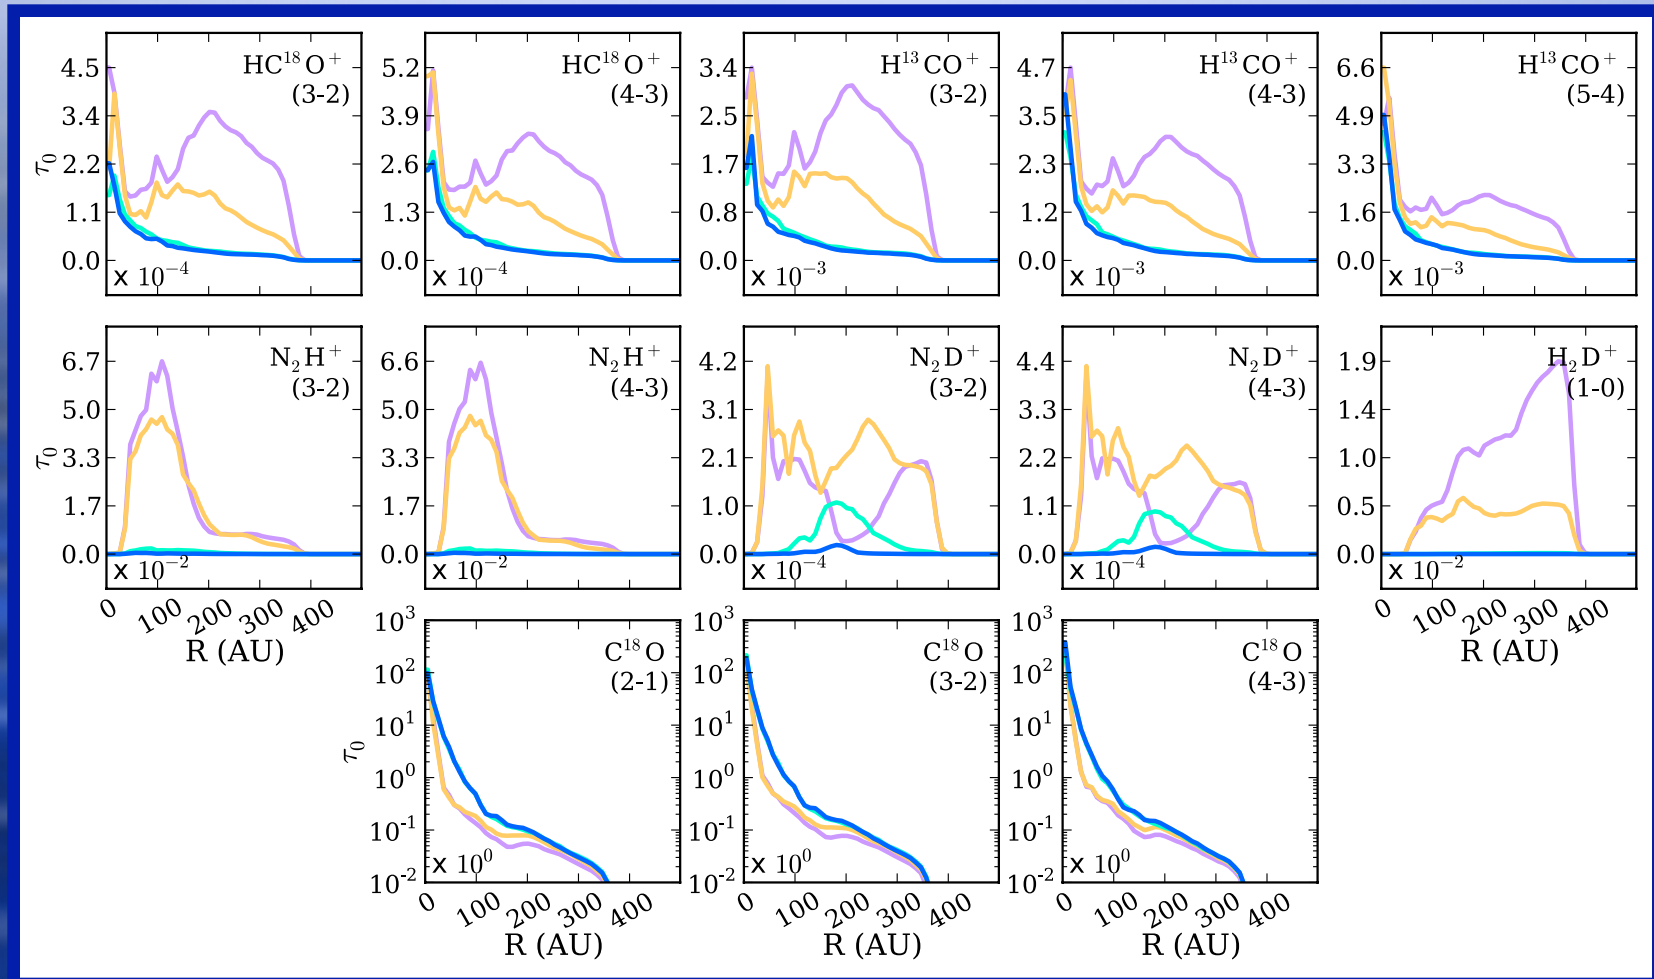 HC¹⁸O⁺
(3-2)
4.5
3.4
2.2
1.1
0.0
τ₀
x 10⁻⁴
HC¹⁸O⁺
(4-3)
5.2
3.9
2.6
1.3
0.0
x 10⁻⁴
H¹³CO⁺
(3-2)
3.4
2.5
1.7
0.8
0.0
x 10⁻³
H¹³CO⁺
(4-3)
4.7
3.5
2.3
1.2
0.0
x 10⁻³
H¹³CO⁺
(5-4)
6.6
4.9
3.3
1.6
0.0
x 10⁻³
N₂H⁺
(3-2)
6.7
5.0
3.3
1.7
0.0
τ₀
x 10⁻²
0 100 200 300 400
R (AU)
N₂H⁺
(4-3)
6.6
5.0
3.3
1.7
0.0
x 10⁻²
N₂D⁺
(3-2)
4.2
3.1
2.1
1.0
0.0
x 10⁻⁴
N₂D⁺
(4-3)
4.4
3.3
2.2
1.1
0.0
x 10⁻⁴
H₂D⁺
(1-0)
1.9
1.4
1.0
0.5
0.0
x 10⁻²
0 100 200 300 400
R (AU)
C¹⁸O
(2-1)
10³
10²
10¹
10⁰
10⁻¹
10⁻²
τ₀
x 10⁰
0 100 200 300 400
R (AU)
C¹⁸O
(3-2)
10³
10²
10¹
10⁰
10⁻¹
10⁻²
x 10⁰
0 100 200 300 400
R (AU)
C¹⁸O
(4-3)
10³
10²
10¹
10⁰
10⁻¹
10⁻²
x 10⁰
0 100 200 300 400
R (AU)